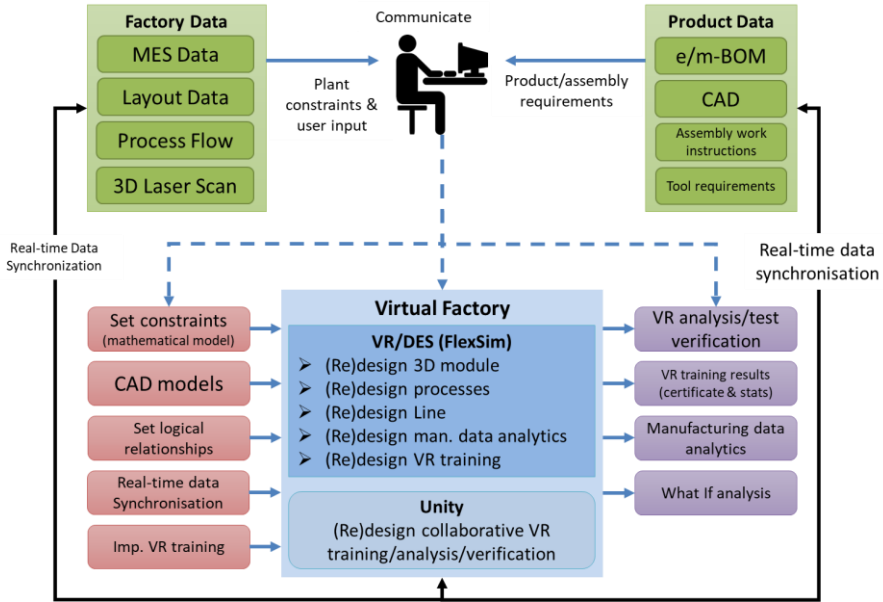 Factory Data
MES Data
Layout Data
Process Flow
3D Laser Scan
Communicate
Plant
constraints &
user input
Product/assembly
requirements
Product Data
e/m-BOM
CAD
Assembly work
instructions
Tool requirements
Real-time Data
Synchronization
Real-time data
synchronisation
Set constraints
(mathematical model)
CAD models
Set logical
relationships
Real-time data
Synchronisation
Imp. VR training
Virtual Factory
VR/DES (FlexSim)
➢ (Re)design 3D module
➢ (Re)design processes
➢ (Re)design Line
➢ (Re)design man. data analytics
➢ (Re)design VR training
Unity
(Re)design collaborative VR
training/analysis/verification
VR analysis/test
verification
VR training results
(certificate & stats)
Manufacturing data
analytics
What If analysis